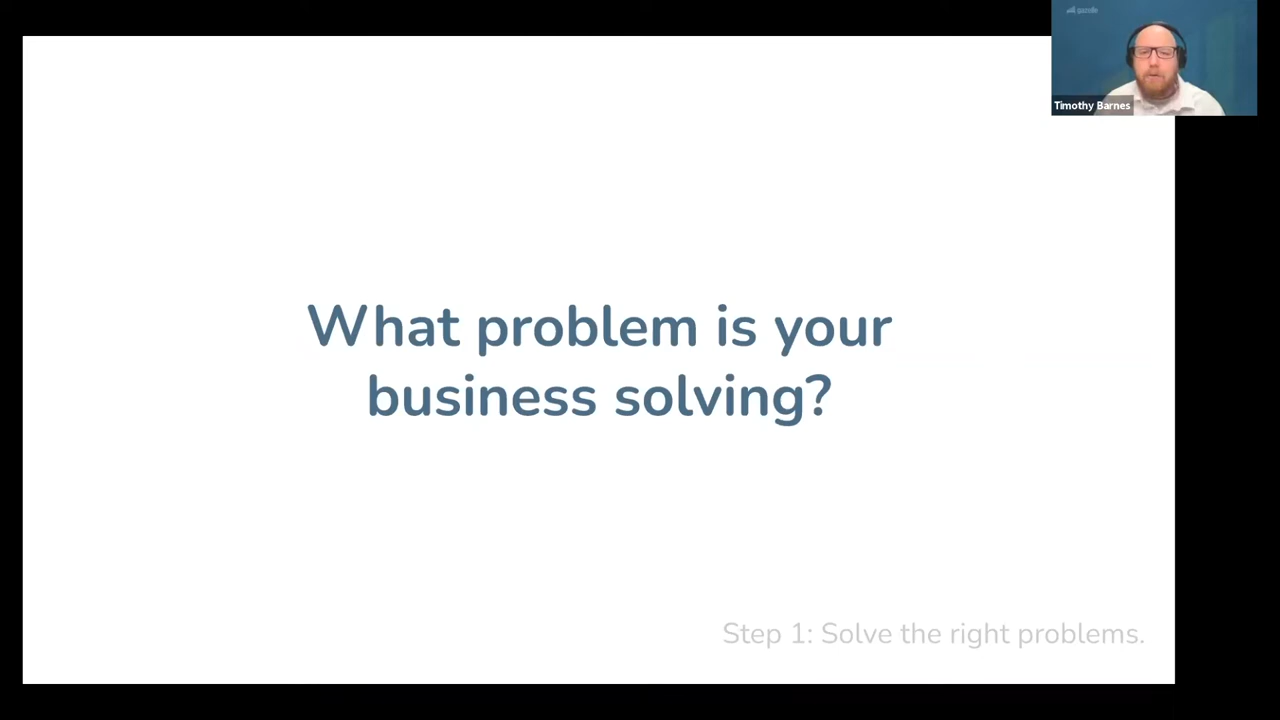 Timothy Barnes
What problem is your
business solving?
Step 1: Solve the right problems.